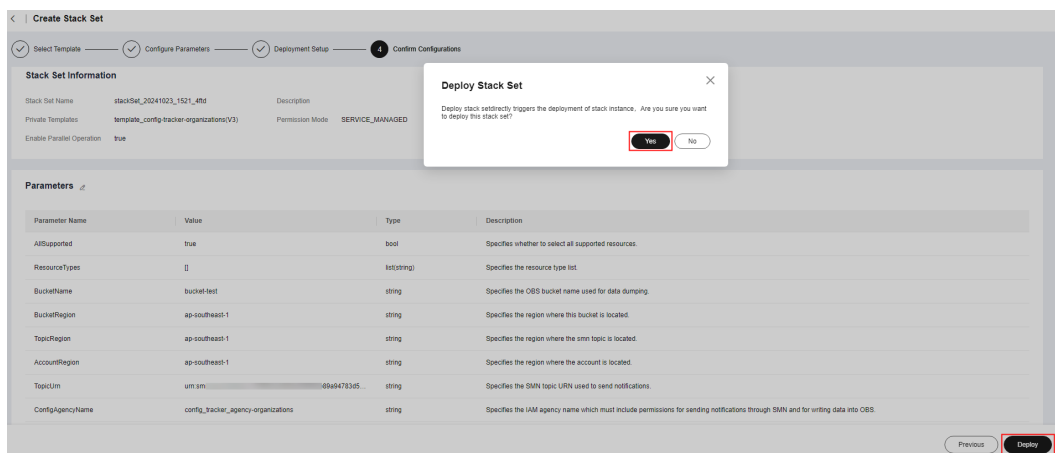 < | Create Stack Set
Select Template Configure Parameters Deployment Setup 4 Confirm Configurations
Stack Set Information
Stack Set Name stackSet_20241023_1521_4ftd Description
Private Templates template_config-tracker-organizations(V3) Permission Mode SERVICE_MANAGED
Enable Parallel Operation true
Deploy Stack Set
Deploy stack setdirectly triggers the deployment of stack instance, Are you sure you want
to deploy this stack set?
Yes No
Parameters
Parameter Name Value Type Description
AllSupported true bool Specifies whether to select all supported resources.
ResourceTypes [] list(string) Specifies the resource type list.
BucketName bucket-test string Specifies the OBS bucket name used for data dumping.
BucketRegion ap-southeast-1 string Specifies the region where this bucket is located.
TopicRegion ap-southeast-1 string Specifies the region where the smn topic is located.
AccountRegion ap-southeast-1 string Specifies the region where the account is located.
TopicUrn urn:sm 89a94783d5... string Specifies the SMN topic URN used to send notifications.
ConfigAgencyName config_tracker_agency-organizations string Specifies the IAM agency name which must include permissions for sending notifications through SMN and for writing data into OBS.
Previous Deploy